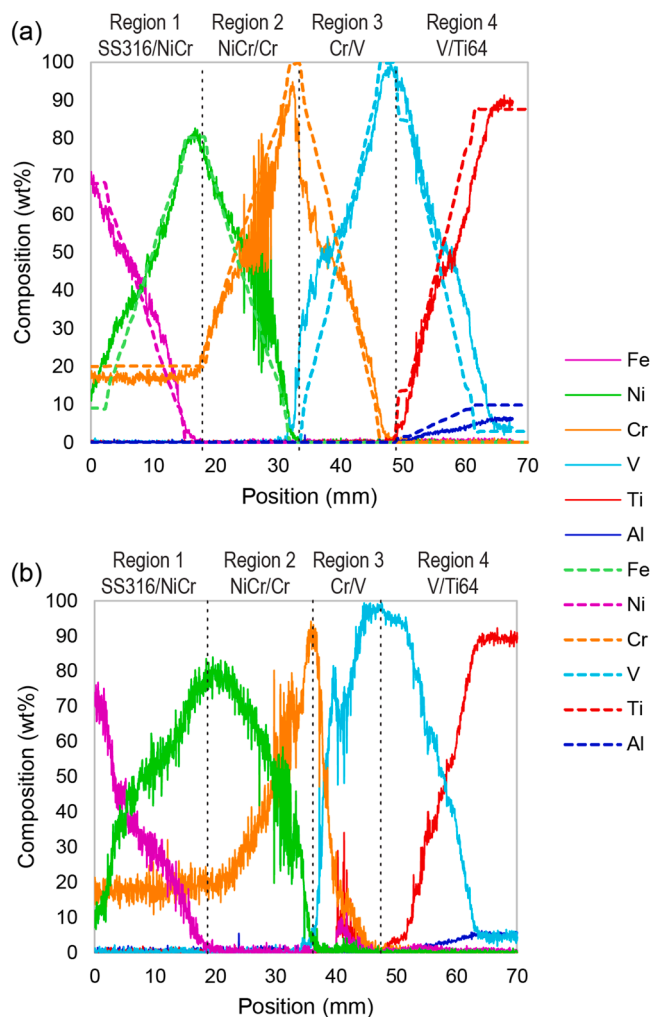 (a)
Region 1 Region 2 Region 3 Region 4
SS316/NiCr NiCr/Cr Cr/V V/Ti64
Composition (wt%)
100
90
80
70
60
50
40
30
20
10
0
0 10 20 30 40 50 60 70
Position (mm)
Fe
Ni
Cr
V
Ti
Al
Fe
Ni
Cr
V
Ti
Al
(b)
Region 1 Region 2 Region 3 Region 4
SS316/NiCr NiCr/Cr Cr/V V/Ti64
Composition (wt%)
100
90
80
70
60
50
40
30
20
10
0
0 10 20 30 40 50 60 70
Position (mm)